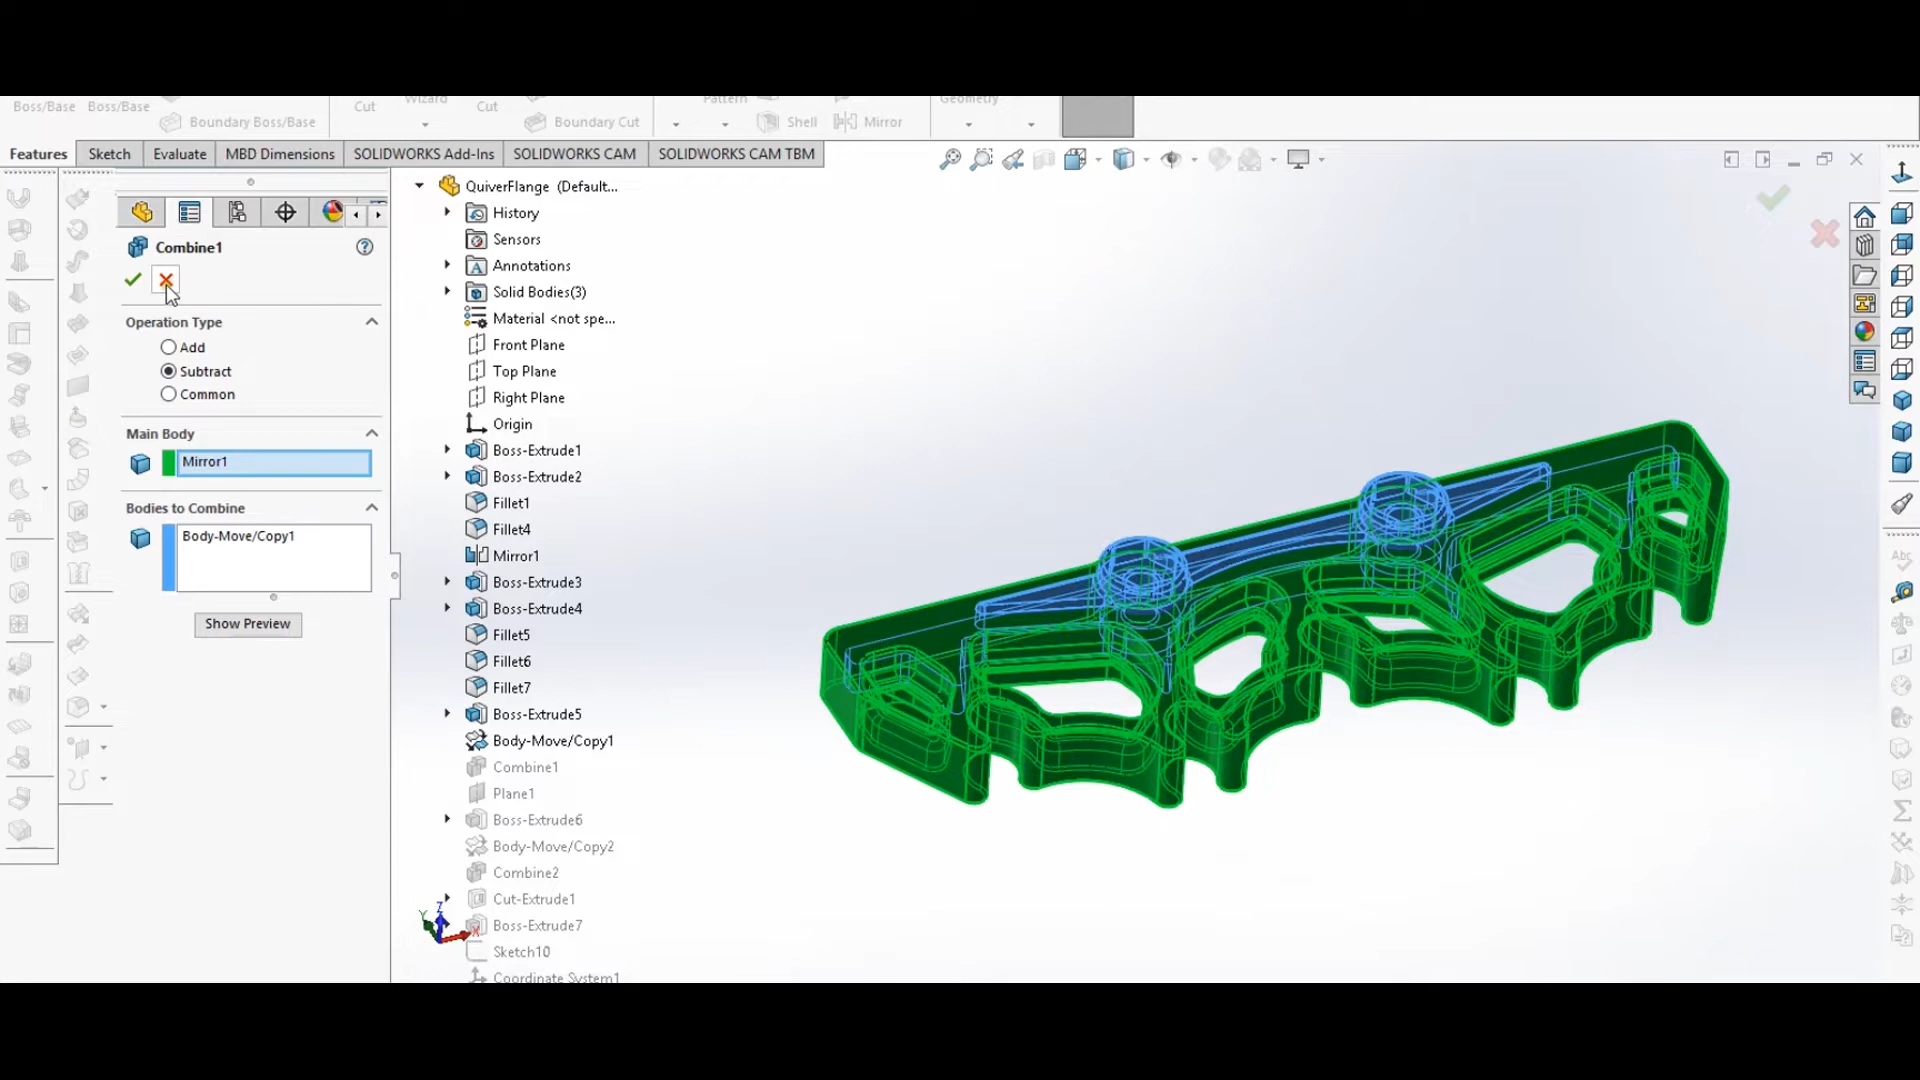 Boss/Base Boss/Base
Boundary Boss/Base
Cut
Wizard
Cut
Boundary Cut
Pattern
Shell
Mirror
Geometry
Features
Sketch
Evaluate
MBD Dimensions
SOLIDWORKS Add-Ins
SOLIDWORKS CAM
SOLIDWORKS CAM TBM
Combine1
Operation Type
Add
Subtract
Common
Main Body
Mirror1
Bodies to Combine
Body-Move/Copy1
Show Preview
QuiverFlange (Default...
History
Sensors
Annotations
Solid Bodies(3)
Material <not spe...
Front Plane
Top Plane
Right Plane
Origin
Boss-Extrude1
Boss-Extrude2
Fillet1
Fillet4
Mirror1
Boss-Extrude3
Boss-Extrude4
Fillet5
Fillet6
Fillet7
Boss-Extrude5
Body-Move/Copy1
Combine1
Plane1
Boss-Extrude6
Body-Move/Copy2
Combine2
Cut-Extrude1
Boss-Extrude7
Sketch10
Coordinate System1
Z
Y
X
Abc